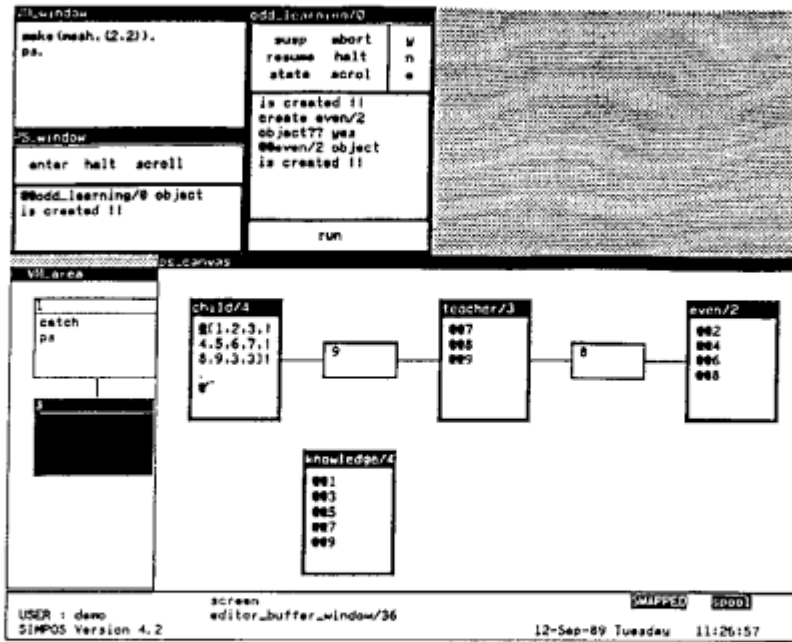 VM_window
make(mesh,(2,2)).
ps.
PS_window
enter halt scroll
@@odd_learning/0 object
is created !!
odd_learning/0
susp abort y
resume halt n
state scrol e
is created !!
create even/2
object?? yes
@@even/2 object
is created !!
run
VM_area
1
catch
ps
3
ps_canvas
child/4
@[1,2,3,!
4,5,6,7,!
8,9,3,3]!
.
@^
9
teacher/3
@@7
@@8
@@9
8
even/2
@@2
@@4
@@6
@@8
knowledge/4
@@1
@@3
@@5
@@7
@@9
screen
editor_buffer_window/36
USER : demo
SIMPOS Version 4.2
SWAPPED spool
12-Sep-89 Tuesday 11:26:57